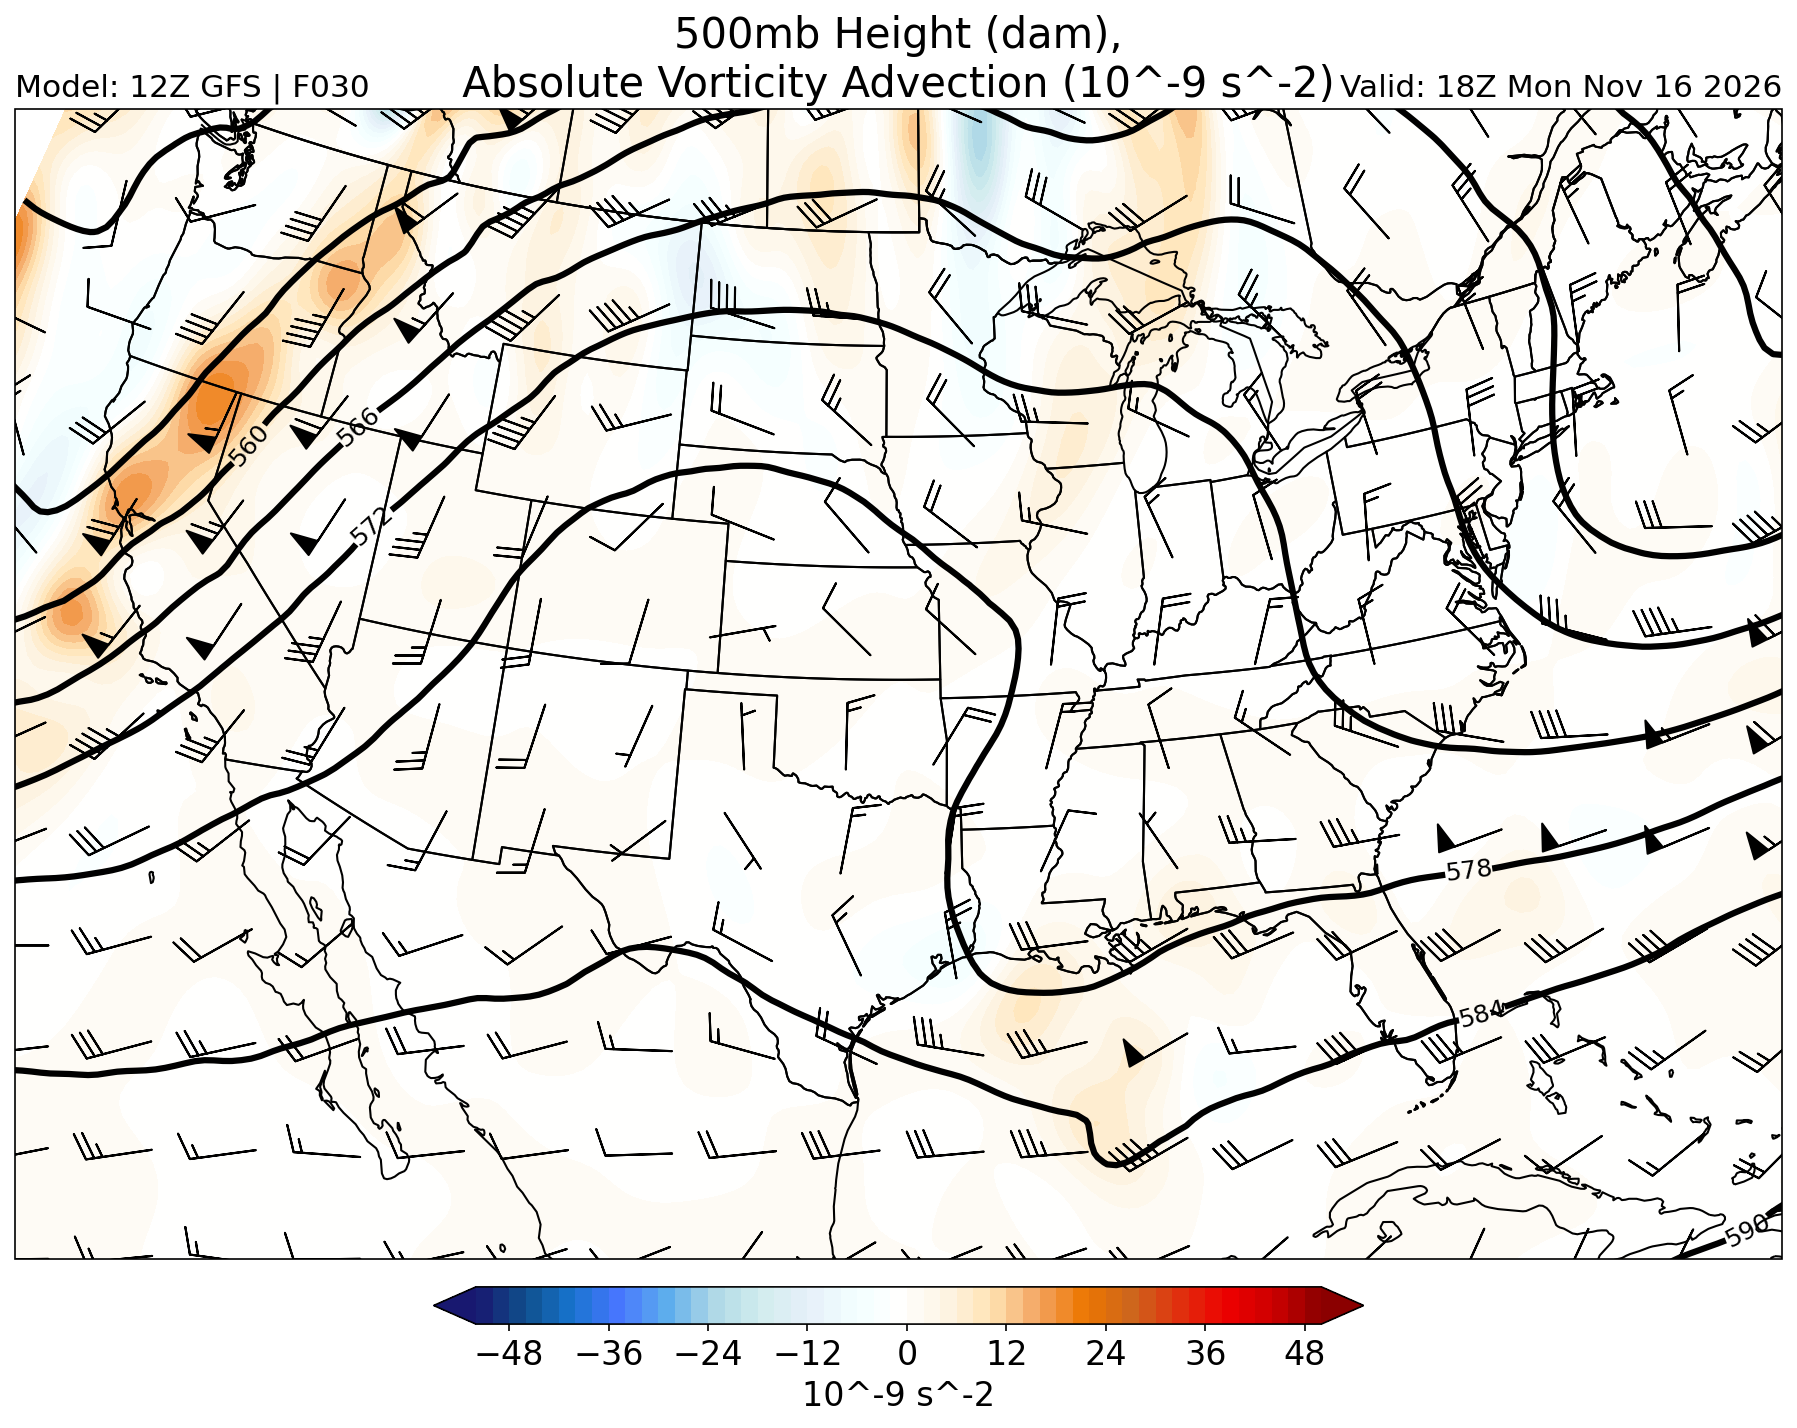 500mb Height (dam),
Model: 12Z GFS | F030
Absolute Vorticity Advection (10^-9 s^-2)
Valid: 18Z Mon Nov 16 2026
560
566
572
578
584
590
−48 −36 −24 −12 0 12 24 36 48
10^-9 s^-2